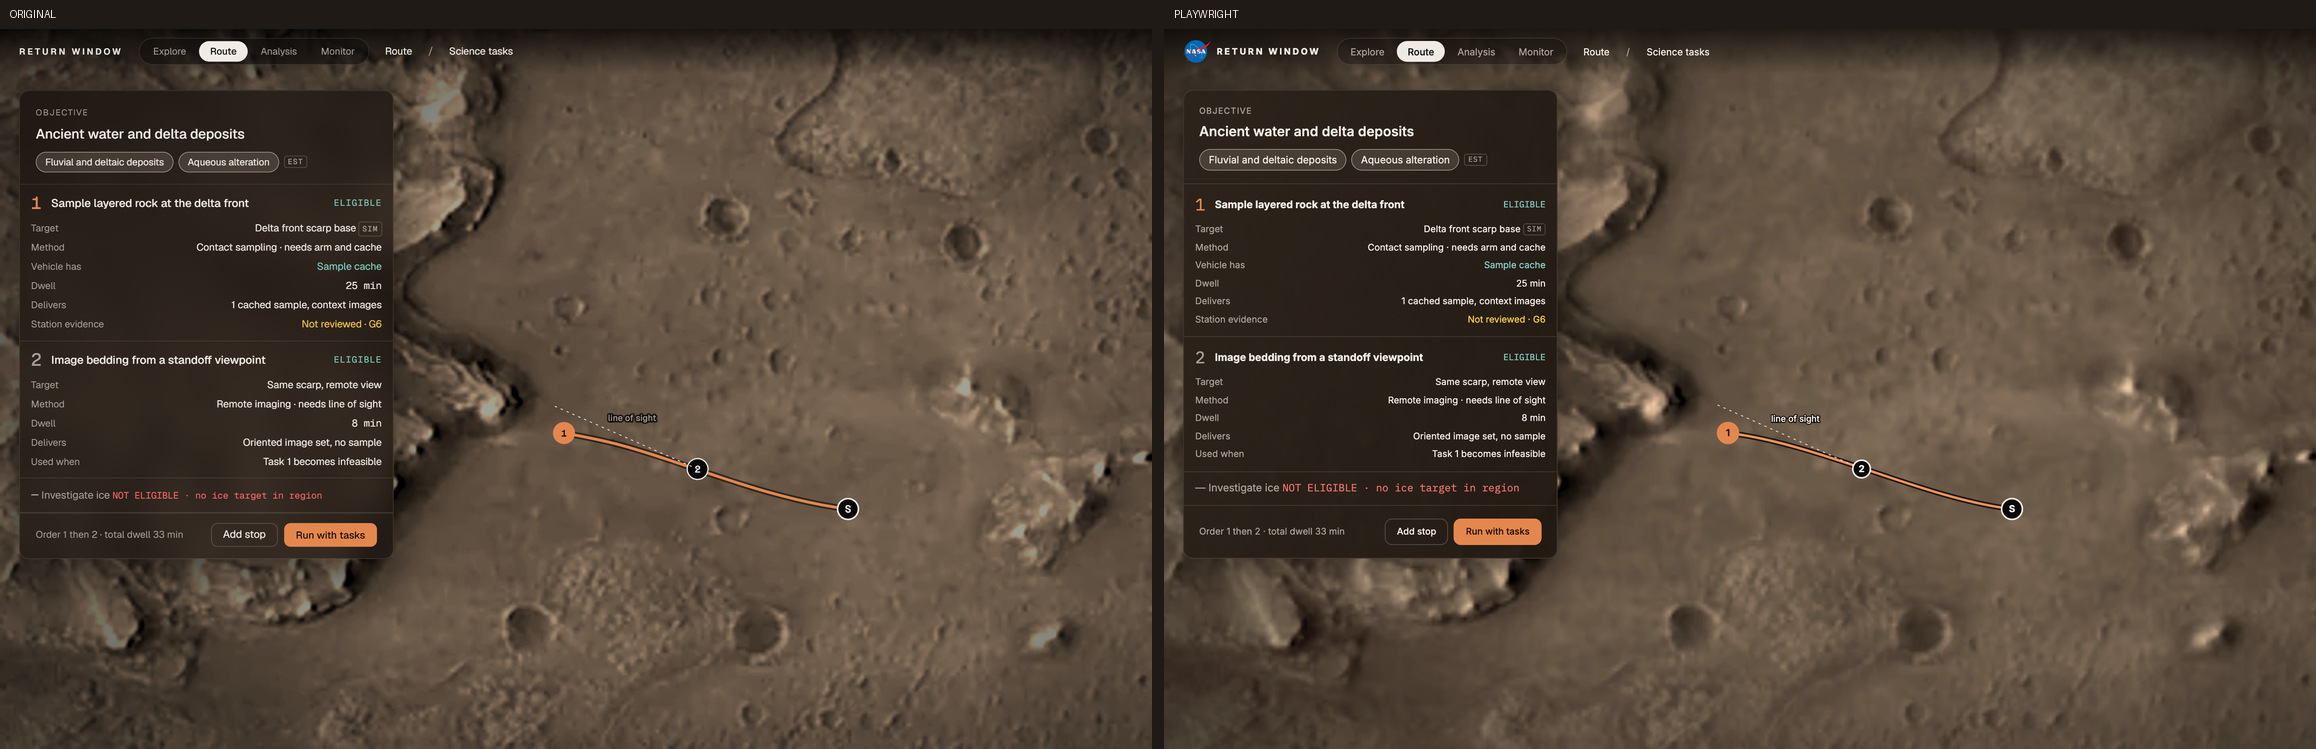 ORIGINAL
RETURN WINDOW Explore Route Analysis Monitor Route / Science tasks
OBJECTIVE
Ancient water and delta deposits
Fluvial and deltaic deposits Aqueous alteration EST
1 Sample layered rock at the delta front ELIGIBLE
Target Delta front scarp base SIM
Method Contact sampling · needs arm and cache
Vehicle has Sample cache
Dwell 25 min
Delivers 1 cached sample, context images
Station evidence Not reviewed · G6
2 Image bedding from a standoff viewpoint ELIGIBLE
Target Same scarp, remote view
Method Remote imaging · needs line of sight
Dwell 8 min
Delivers Oriented image set, no sample
Used when Task 1 becomes infeasible
— Investigate ice NOT ELIGIBLE · no ice target in region
Order 1 then 2 · total dwell 33 min Add stop Run with tasks
line of sight
1
2
S
PLAYWRIGHT
NASA RETURN WINDOW Explore Route Analysis Monitor Route / Science tasks
OBJECTIVE
Ancient water and delta deposits
Fluvial and deltaic deposits Aqueous alteration EST
1 Sample layered rock at the delta front ELIGIBLE
Target Delta front scarp base SIM
Method Contact sampling · needs arm and cache
Vehicle has Sample cache
Dwell 25 min
Delivers 1 cached sample, context images
Station evidence Not reviewed · G6
2 Image bedding from a standoff viewpoint ELIGIBLE
Target Same scarp, remote view
Method Remote imaging · needs line of sight
Dwell 8 min
Delivers Oriented image set, no sample
Used when Task 1 becomes infeasible
— Investigate ice NOT ELIGIBLE · no ice target in region
Order 1 then 2 · total dwell 33 min Add stop Run with tasks
line of sight
1
2
S